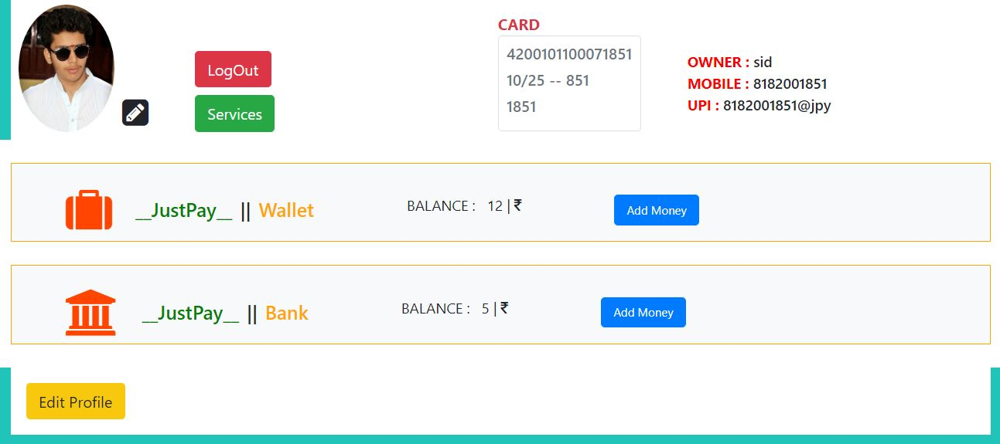 LogOut
Services
CARD
4200101100071851
10/25 -- 851
1851
OWNER : sid
MOBILE : 8182001851
UPI : 8182001851@jpy
__JustPay__ || Wallet
BALANCE : 12 | ₹
Add Money
__JustPay__ || Bank
BALANCE : 5 | ₹
Add Money
Edit Profile